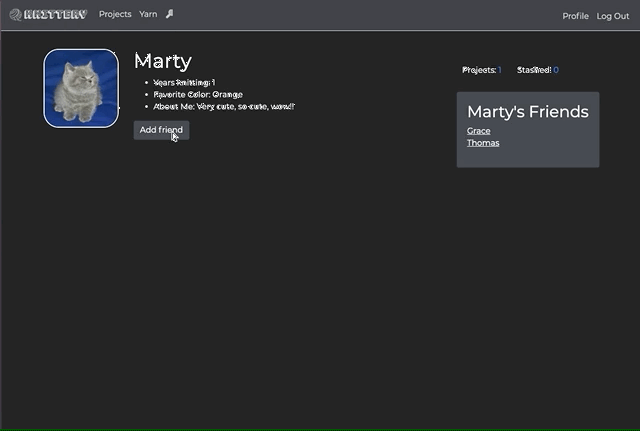 KNITTERY Projects Yarn Profile Log Out
Marty
Years Knitting: 1
Favorite Color: Orange
About Me: Very cute, so cute, wow!!
Add friend
Projects: 1 Stashed: 0
Marty's Friends
Grace
Thomas